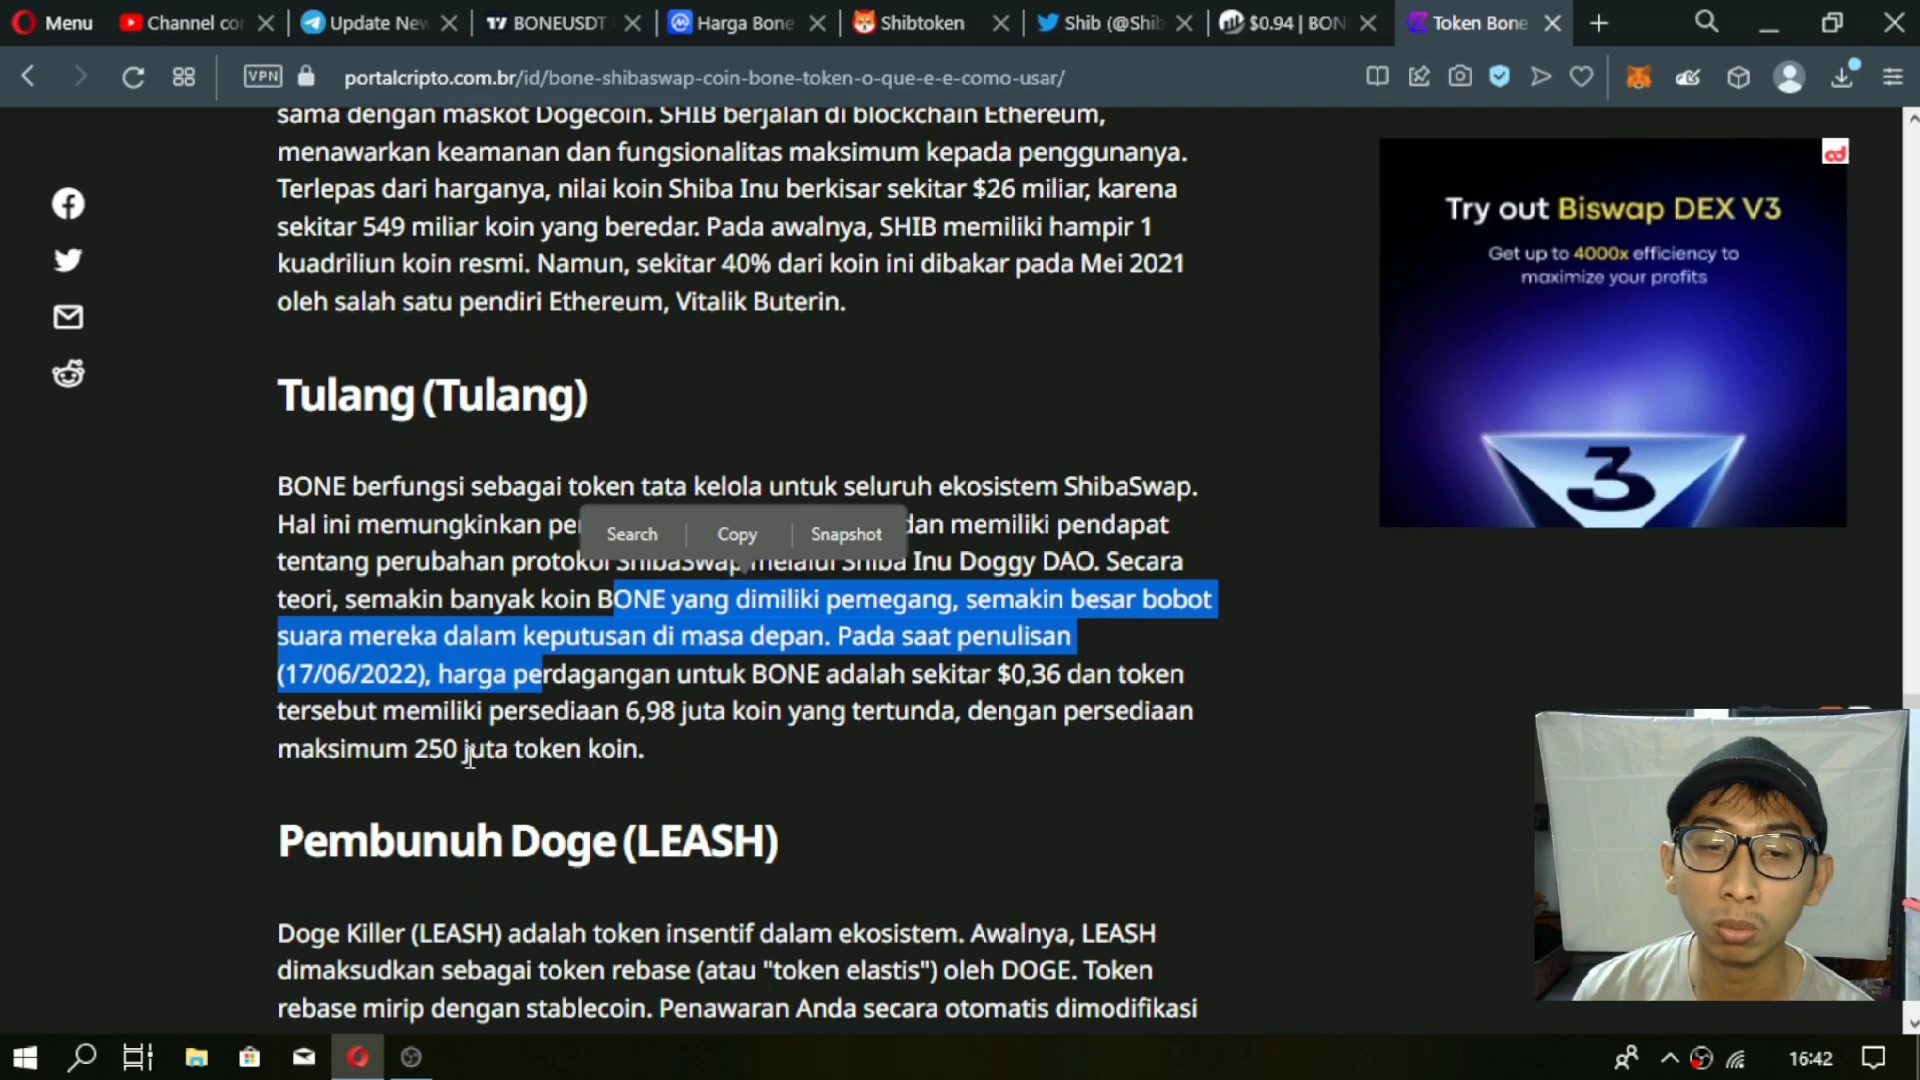 Menu
Channel cor
Update New
BONEUSDT
Harga Bone
Shibtoken
Shib (@Shib
$0.94 | BON
Token Bone
VPN
portalcripto.com.br/id/bone-shibaswap-coin-bone-token-o-que-e-e-como-usar/
sama dengan maskot Dogecoin. SHIB berjalan di blockchain Ethereum,
menawarkan keamanan dan fungsionalitas maksimum kepada penggunanya.
Terlepas dari harganya, nilai koin Shiba Inu berkisar sekitar $26 miliar, karena
sekitar 549 miliar koin yang beredar. Pada awalnya, SHIB memiliki hampir 1
kuadriliun koin resmi. Namun, sekitar 40% dari koin ini dibakar pada Mei 2021
oleh salah satu pendiri Ethereum, Vitalik Buterin.
Tulang (Tulang)
BONE berfungsi sebagai token tata kelola untuk seluruh ekosistem ShibaSwap.
Hal ini memungkinkan per dan memiliki pendapat
Search
Copy
Snapshot
tentang perubahan protokol ShibaSwap melalui Shiba Inu Doggy DAO. Secara
teori, semakin banyak koin BONE yang dimiliki pemegang, semakin besar bobot
suara mereka dalam keputusan di masa depan. Pada saat penulisan
(17/06/2022), harga perdagangan untuk BONE adalah sekitar $0,36 dan token
tersebut memiliki persediaan 6,98 juta koin yang tertunda, dengan persediaan
maksimum 250 juta token koin.
Pembunuh Doge (LEASH)
Doge Killer (LEASH) adalah token insentif dalam ekosistem. Awalnya, LEASH
dimaksudkan sebagai token rebase (atau "token elastis") oleh DOGE. Token
rebase mirip dengan stablecoin. Penawaran Anda secara otomatis dimodifikasi
ad
Try out Biswap DEX V3
Get up to 4000x efficiency to
maximize your profits
3
16:42